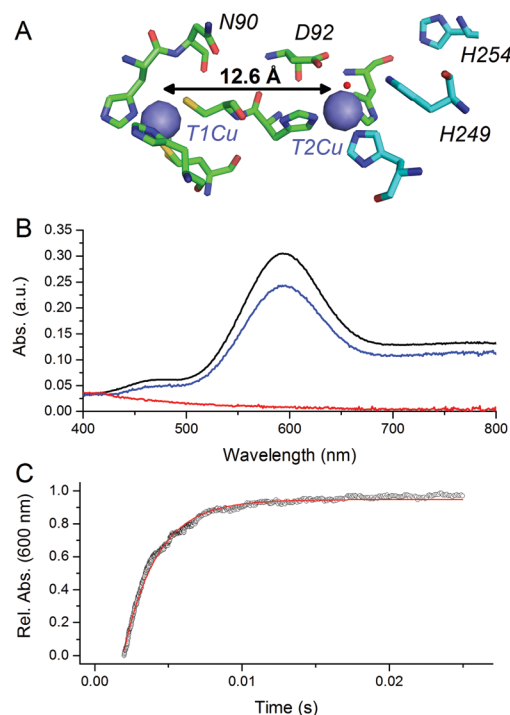 A
N90
D92
H254
12.6 Å
T1Cu
T2Cu
H249
B
Abs. (a.u.)
0.35
0.30
0.25
0.20
0.15
0.10
0.05
0.00
400 500 600 700 800
Wavelength (nm)
C
Rel. Abs. (600 nm)
1.0
0.8
0.6
0.4
0.2
0.0
0.00 0.01 0.02
Time (s)